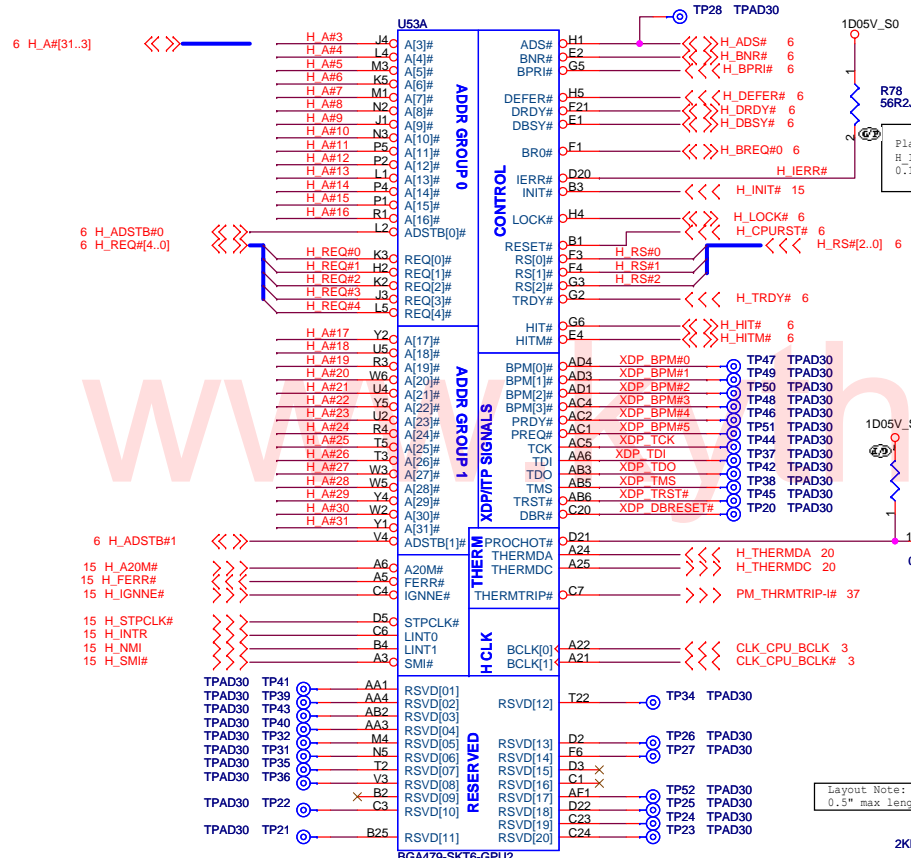 U53A
TP28 TPAD30
1D05V_S0
6 H_A#[31..3]
H_A#3 J4 A[3]# ADS# H1 H_ADS# 6
H_A#4 L4 A[4]# BNR# E2 H_BNR# 6
H_A#5 M3 A[5]# BPRI# G5 H_BPRI# 6
H_A#6 K5 A[6]#
H_A#7 M1 A[7]# DEFER# H5 H_DEFER# 6
H_A#8 N2 A[8]# DRDY# F21 H_DRDY# 6
H_A#9 J1 A[9]# DBSY# E1 H_DBSY# 6
H_A#10 N3 A[10]#
H_A#11 P5 A[11]# BR0# F1 H_BREQ#0 6
H_A#12 P2 A[12]#
H_A#13 L1 A[13]# IERR# D20 H_IERR#
H_A#14 P4 A[14]# INIT# B3 H_INIT# 15
H_A#15 P1 A[15]#
H_A#16 R1 A[16]# LOCK# H4 H_LOCK# 6
6 H_ADSTB#0 L2 ADSTB[0]#
RESET# B1 H_CPURST# 6
6 H_REQ#[4..0]
H_REQ#0 K3 REQ[0]# RS[0]# F3 H_RS#0 H_RS#[2..0] 6
H_REQ#1 H2 REQ[1]# RS[1]# F4 H_RS#1
H_REQ#2 K2 REQ[2]# RS[2]# G3 H_RS#2
H_REQ#3 J3 REQ[3]# TRDY# G2 H_TRDY# 6
H_REQ#4 L5 REQ[4]#
HIT# G6 H_HIT# 6
HITM# E4 H_HITM# 6
ADDR GROUP 0
CONTROL
R78
1
2
G/P
H_A#17 Y2 A[17]#
H_A#18 U5 A[18]#
H_A#19 R3 A[19]# BPM[0]# AD4 XDP_BPM#0 TP47 TPAD30
H_A#20 W6 A[20]# BPM[1]# AD3 XDP_BPM#1 TP49 TPAD30
H_A#21 U4 A[21]# BPM[2]# AD1 XDP_BPM#2 TP50 TPAD30
H_A#22 Y5 A[22]# BPM[3]# AC4 XDP_BPM#3 TP48 TPAD30
H_A#23 U2 A[23]# PRDY# AC2 XDP_BPM#4 TP46 TPAD30
H_A#24 R4 A[24]# PREQ# AC1 XDP_BPM#5 TP51 TPAD30
H_A#25 T5 A[25]# TCK AC5 XDP_TCK TP44 TPAD30
H_A#26 T3 A[26]# TDI AA6 XDP_TDI TP37 TPAD30
H_A#27 W3 A[27]# TDO AB3 XDP_TDO TP42 TPAD30
H_A#28 W5 A[28]# TMS AB5 XDP_TMS TP38 TPAD30
H_A#29 Y4 A[29]# TRST# AB6 XDP_TRST# TP45 TPAD30
H_A#30 W2 A[30]# DBR# C20 XDP_DBRESET# TP20 TPAD30
H_A#31 Y1 A[31]#
6 H_ADSTB#1 V4 ADSTB[1]# PROCHOT# D21
ADDR GROUP 1
XDP/ITP SIGNALS
1D05V_S
1
THERMDA A24 H_THERMDA 20
THERMDC A25 H_THERMDC 20
15 H_A20M# A6 A20M#
15 H_FERR# A5 FERR#
15 H_IGNNE# C4 IGNNE# THERMTRIP# C7 PM_THRMTRIP-I# 37
THERM
15 H_STPCLK# D5 STPCLK#
15 H_INTR C6 LINT0
15 H_NMI B4 LINT1 BCLK[0] A22 CLK_CPU_BCLK 3
15 H_SMI# A3 SMI# BCLK[1] A21 CLK_CPU_BCLK# 3
H CLK
TPAD30 TP41 AA1 RSVD[01]
TPAD30 TP39 AA4 RSVD[02] RSVD[12] T22 TP34 TPAD30
TPAD30 TP43 AB2 RSVD[03]
TPAD30 TP40 AA3 RSVD[04]
TPAD30 TP32 M4 RSVD[05] RSVD[13] D2 TP26 TPAD30
TPAD30 TP31 N5 RSVD[06] RSVD[14] F6 TP27 TPAD30
TPAD30 TP35 T2 RSVD[07] RSVD[15] D3
TPAD30 TP36 V3 RSVD[08] RSVD[16] C1
B2 RSVD[09] RSVD[17] AF1 TP52 TPAD30
TPAD30 TP22 C3 RSVD[10] RSVD[18] D22 TP25 TPAD30
RSVD[19] C23 TP24 TPAD30
TPAD30 TP21 B25 RSVD[11] RSVD[20] C24 TP23 TPAD30
RESERVED
Layout Note:
0.5" max leng
BGA479-SKT6-GPU2
www.kyth